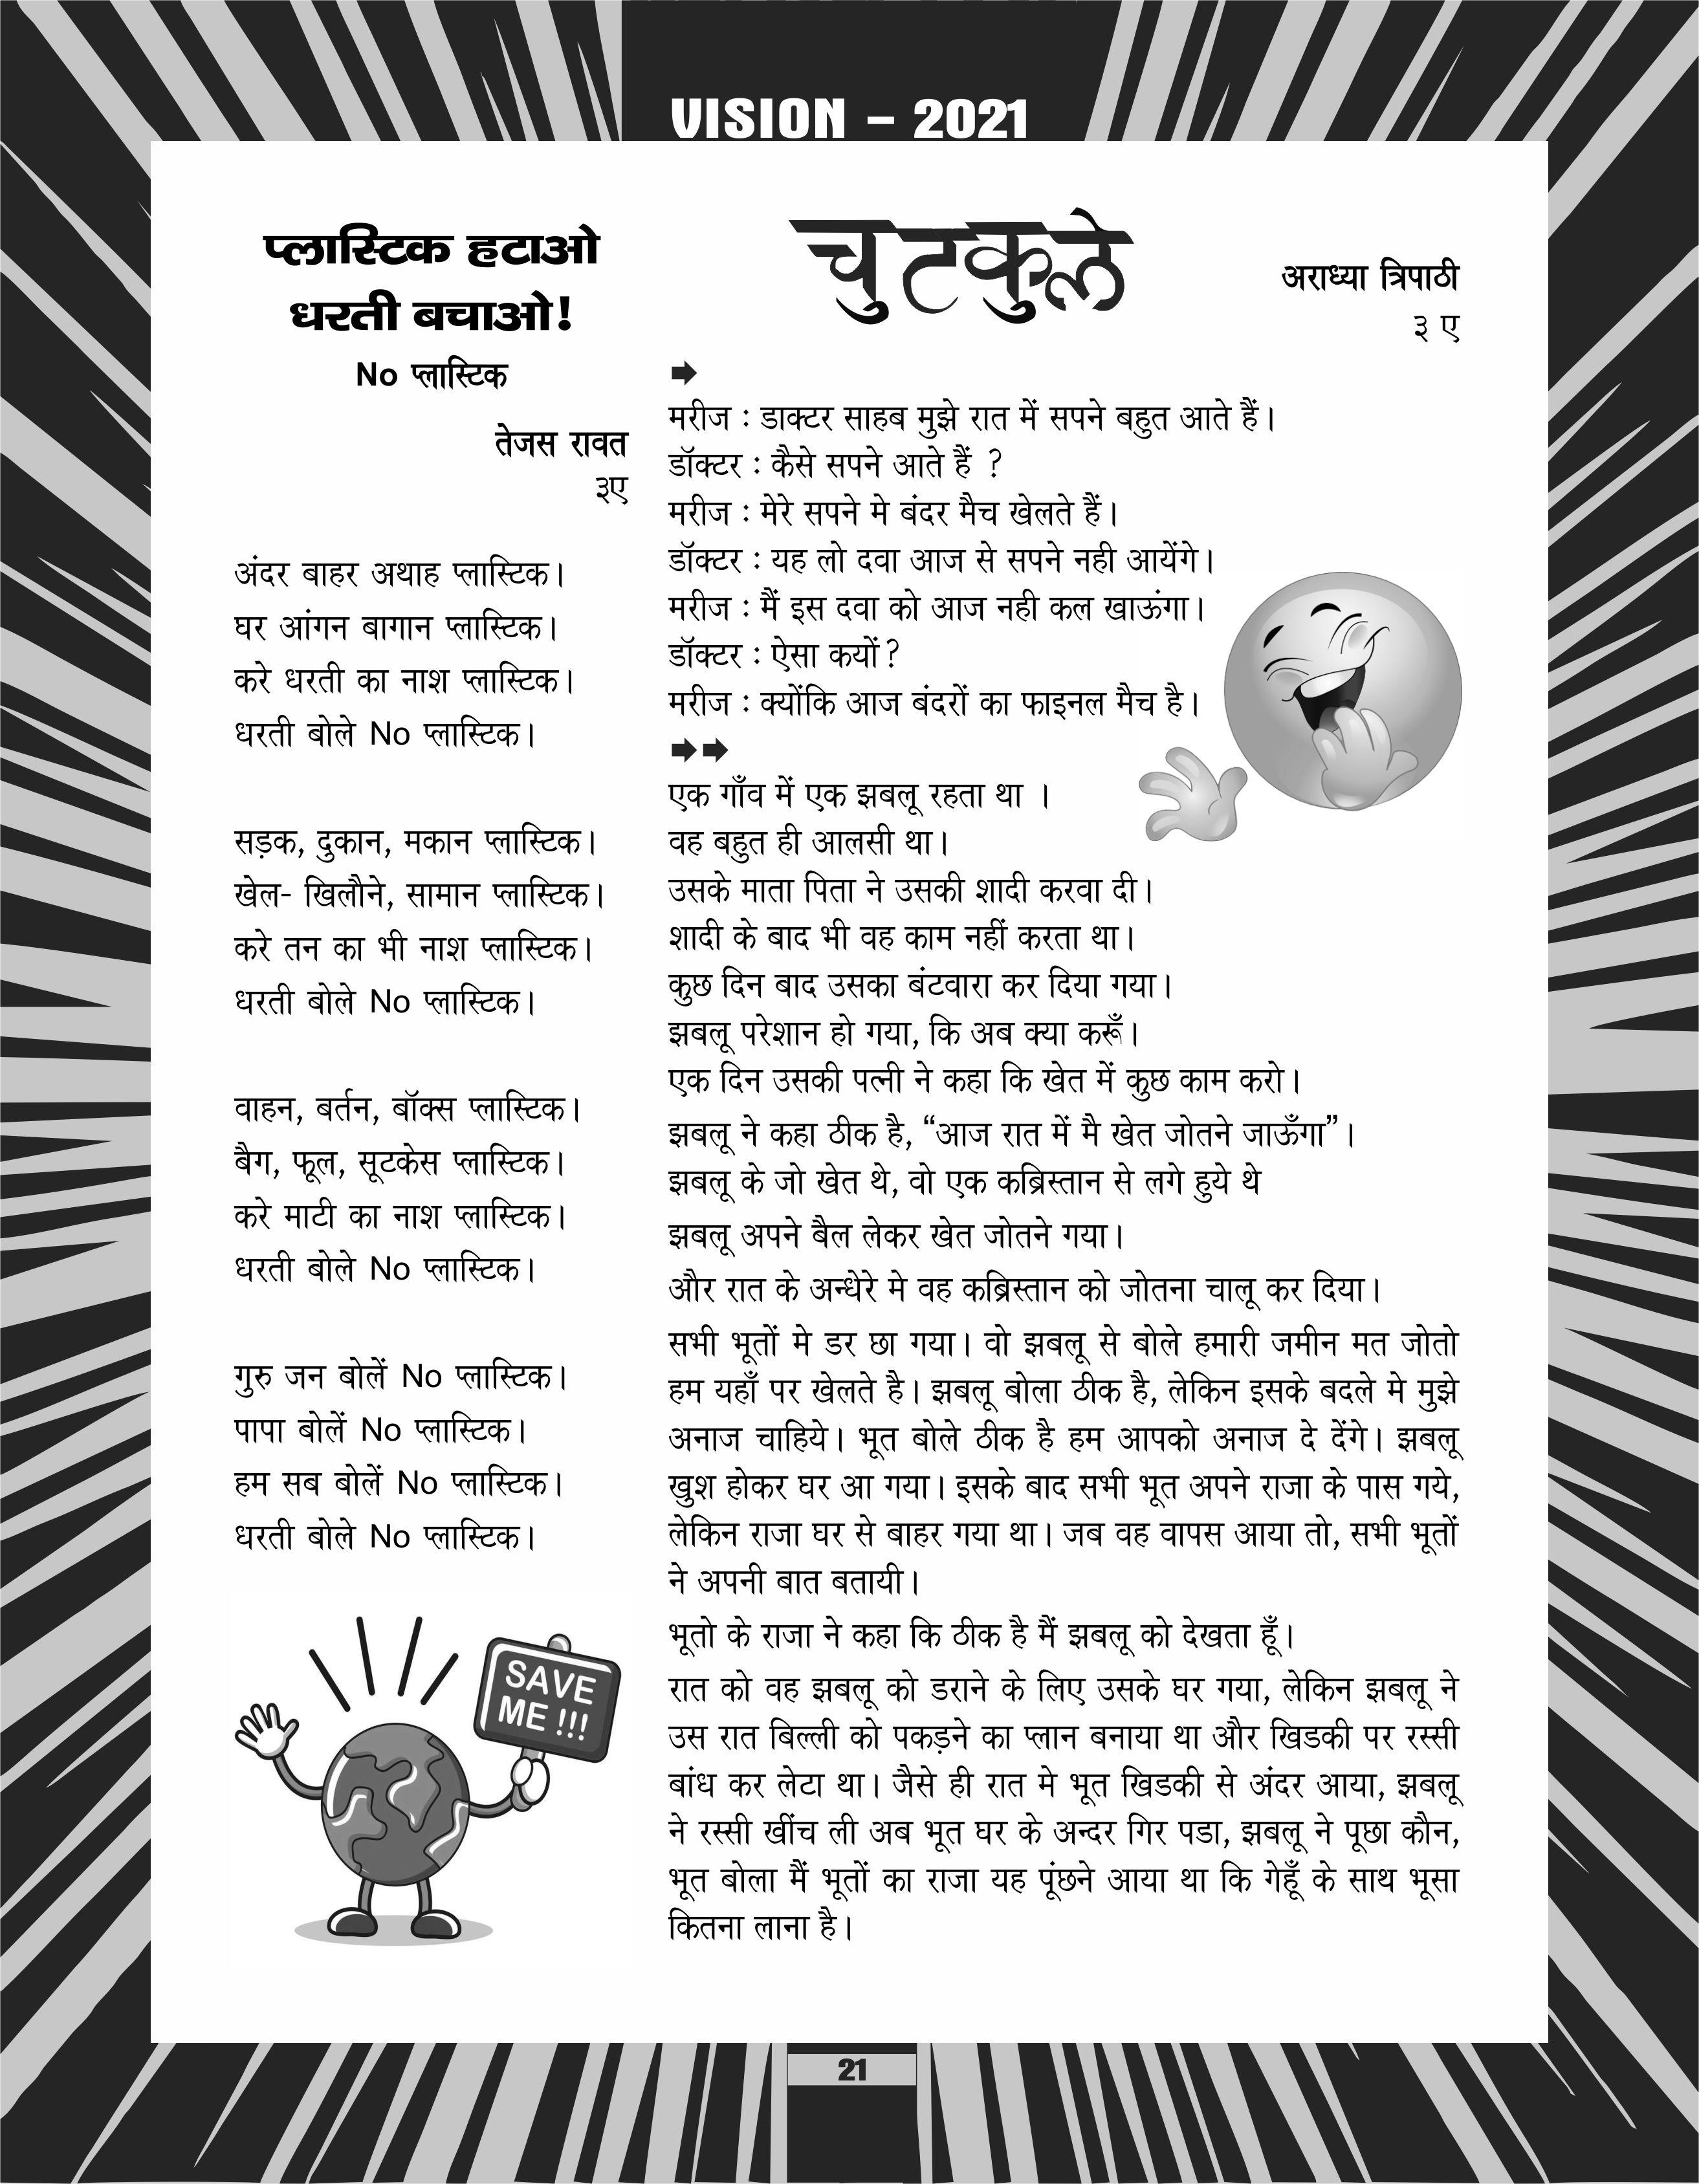 VISION – 2021
प्लास्टिक हटाओ
धरती बचाओ!
No प्लास्टिक
तेजस रावत
३ए
अंदर बाहर अथाह प्लास्टिक।
घर आंगन बागान प्लास्टिक।
करे धरती का नाश प्लास्टिक।
धरती बोले No प्लास्टिक।
सड़क, दुकान, मकान प्लास्टिक।
खेल- खिलौने, सामान प्लास्टिक।
करे तन का भी नाश प्लास्टिक।
धरती बोले No प्लास्टिक।
वाहन, बर्तन, बॉक्स प्लास्टिक।
बैग, फूल, सूटकेस प्लास्टिक।
करे माटी का नाश प्लास्टिक।
धरती बोले No प्लास्टिक।
गुरु जन बोलें No प्लास्टिक।
पापा बोलें No प्लास्टिक।
हम सब बोलें No प्लास्टिक।
धरती बोले No प्लास्टिक।
SAVE
ME !!!
चुटकुले
अराध्या त्रिपाठी
३ ए
मरीज : डाक्टर साहब मुझे रात में सपने बहुत आते हैं।
डॉक्टर : कैसे सपने आते हैं ?
मरीज : मेरे सपने मे बंदर मैच खेलते हैं।
डॉक्टर : यह लो दवा आज से सपने नही आयेंगे।
मरीज : मैं इस दवा को आज नही कल खाऊंगा।
डॉक्टर : ऐसा कयों?
मरीज : क्योंकि आज बंदरों का फाइनल मैच है।
एक गाँव में एक झबलू रहता था ।
वह बहुत ही आलसी था।
उसके माता पिता ने उसकी शादी करवा दी।
शादी के बाद भी वह काम नहीं करता था।
कुछ दिन बाद उसका बंटवारा कर दिया गया।
झबलू परेशान हो गया, कि अब क्या करूँ।
एक दिन उसकी पत्नी ने कहा कि खेत में कुछ काम करो।
झबलू ने कहा ठीक है, “आज रात में मै खेत जोतने जाऊँगा”।
झबलू के जो खेत थे, वो एक कब्रिस्तान से लगे हुये थे
झबलू अपने बैल लेकर खेत जोतने गया।
और रात के अन्धेरे मे वह कब्रिस्तान को जोतना चालू कर दिया।
सभी भूतों मे डर छा गया। वो झबलू से बोले हमारी जमीन मत जोतो
हम यहाँ पर खेलते है। झबलू बोला ठीक है, लेकिन इसके बदले मे मुझे
अनाज चाहिये। भूत बोले ठीक है हम आपको अनाज दे देंगे। झबलू
खुश होकर घर आ गया। इसके बाद सभी भूत अपने राजा के पास गये,
लेकिन राजा घर से बाहर गया था। जब वह वापस आया तो, सभी भूतों
ने अपनी बात बतायी।
भूतो के राजा ने कहा कि ठीक है मैं झबलू को देखता हूँ।
रात को वह झबलू को डराने के लिए उसके घर गया, लेकिन झबलू ने
उस रात बिल्ली को पकड़ने का प्लान बनाया था और खिडकी पर रस्सी
बांध कर लेटा था। जैसे ही रात मे भूत खिडकी से अंदर आया, झबलू
ने रस्सी खींच ली अब भूत घर के अन्दर गिर पडा, झबलू ने पूछा कौन,
भूत बोला मैं भूतों का राजा यह पूंछने आया था कि गेहूँ के साथ भूसा
कितना लाना है।
21